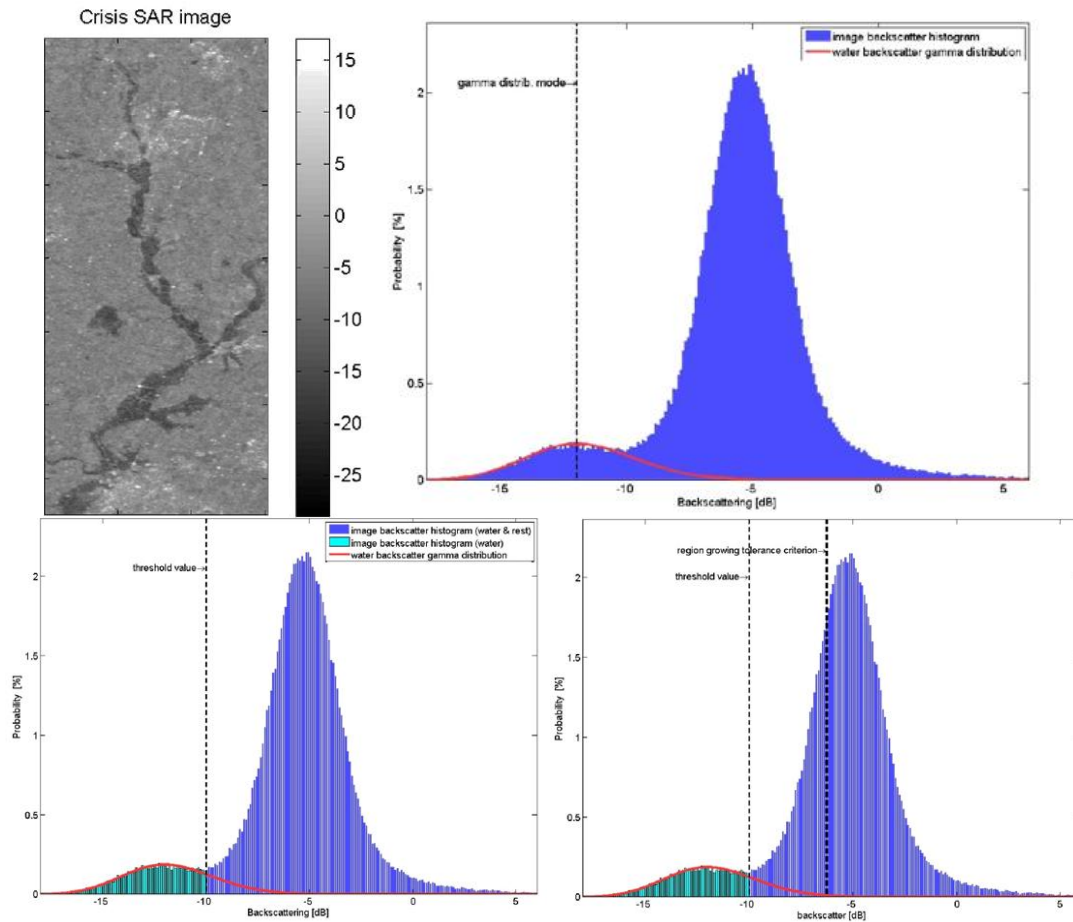 Crisis SAR image
15
10
5
0
-5
-10
-15
-20
-25
image backscatter histogram
water backscatter gamma distribution
gamma distrib. mode→
2
1.5
1
0.5
0
Probability [%]
-15 -10 -5 0 5
Backscattering [dB]
image backscatter histogram (water & rest)
image backscatter histogram (water)
water backscatter gamma distribution
threshold value→
2
1.5
1
0.5
0
Probability [%]
-15 -10 -5 0 5
Backscattering [dB]
region growing tolerance criterion→
threshold value→
2
1.5
1
0.5
0
Probability [%]
-15 -10 -5 0 5
backscatter [dB]